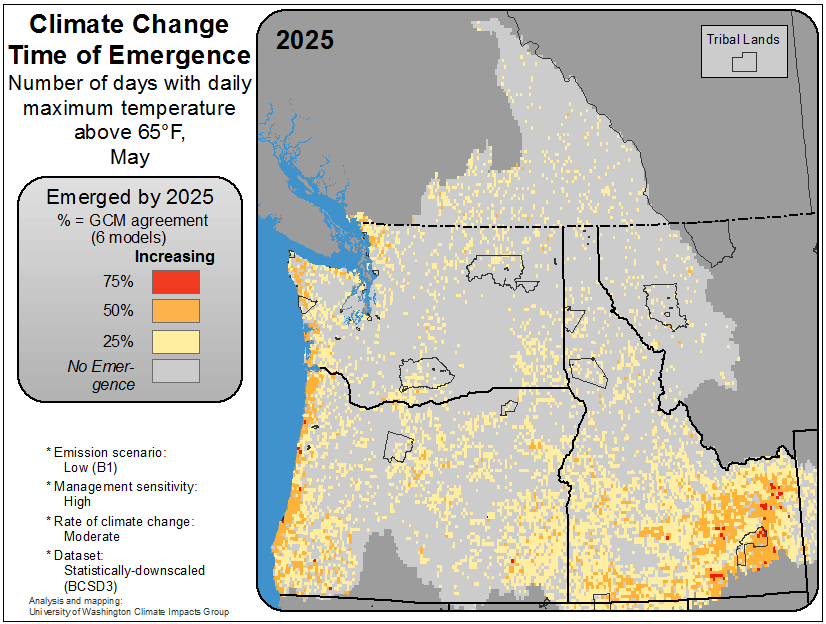 Climate Change
Time of Emergence
Number of days with daily
maximum temperature
above 65°F,
May
Emerged by 2025
% = GCM agreement
(6 models)
Increasing
75%
50%
25%
No Emer-
gence
* Emission scenario:
Low (B1)
* Management sensitivity:
High
* Rate of climate change:
Moderate
* Dataset:
Statistically-downscaled
(BCSD3)
Analysis and mapping:
University of Washington Climate Impacts Group
2025
Tribal Lands